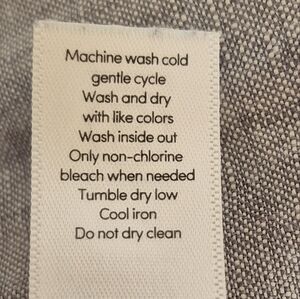 Machine wash cold
gentle cycle
Wash and dry
with like colors
Wash inside out
Only non-chlorine
bleach when needed
Tumble dry low
Cool iron
Do not dry clean